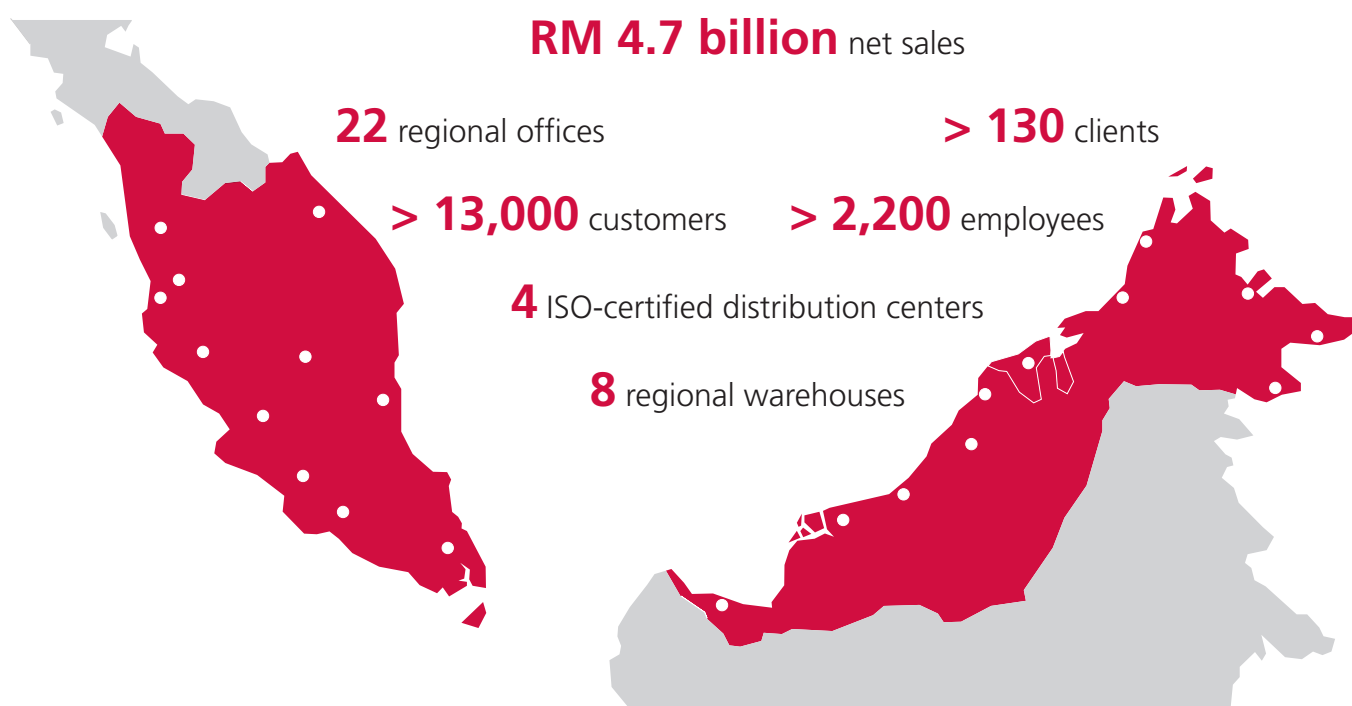 RM 4.7 billion net sales
22 regional offices
> 130 clients
> 13,000 customers
> 2,200 employees
4 ISO-certified distribution centers
8 regional warehouses